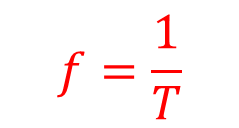 f = 1/T